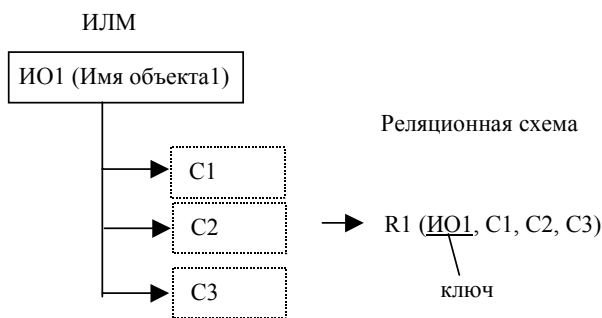 ИЛМ
ИО1 (Имя объекта1)
Реляционная схема
С1
С2
R1 (ИО1, С1, С2, С3)
С3
ключ